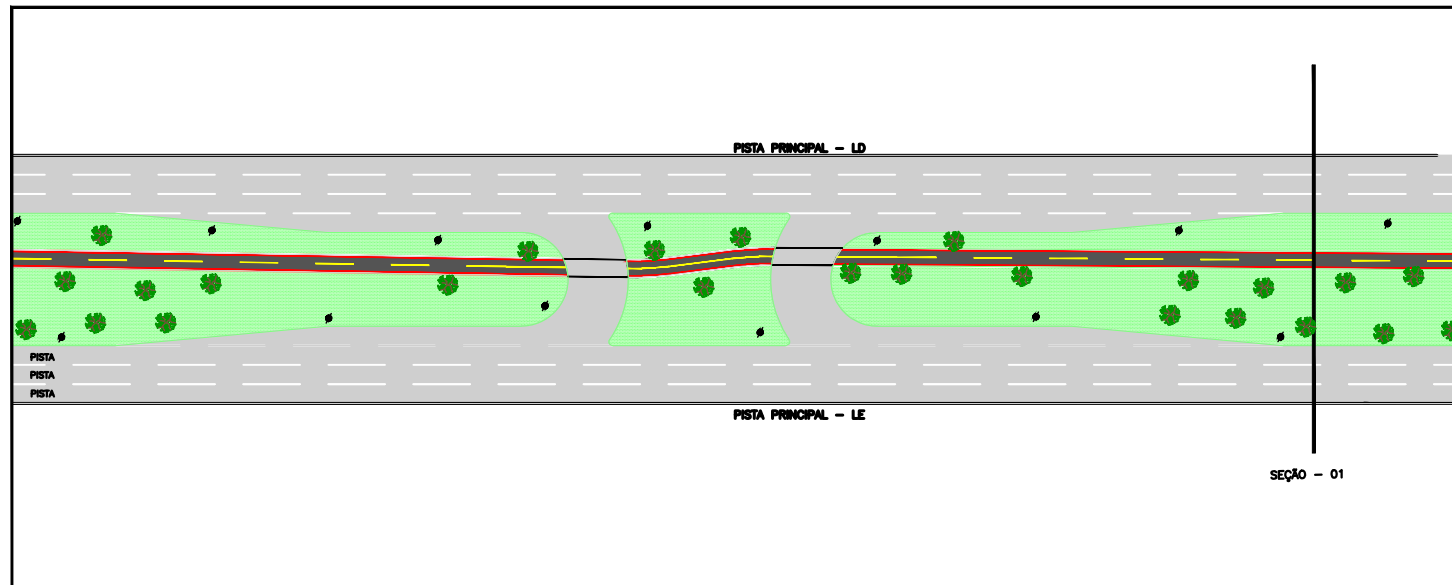 PISTA PRINCIPAL - LD
PISTA
PISTA
PISTA
PISTA PRINCIPAL - LE
SEÇÃO - 01